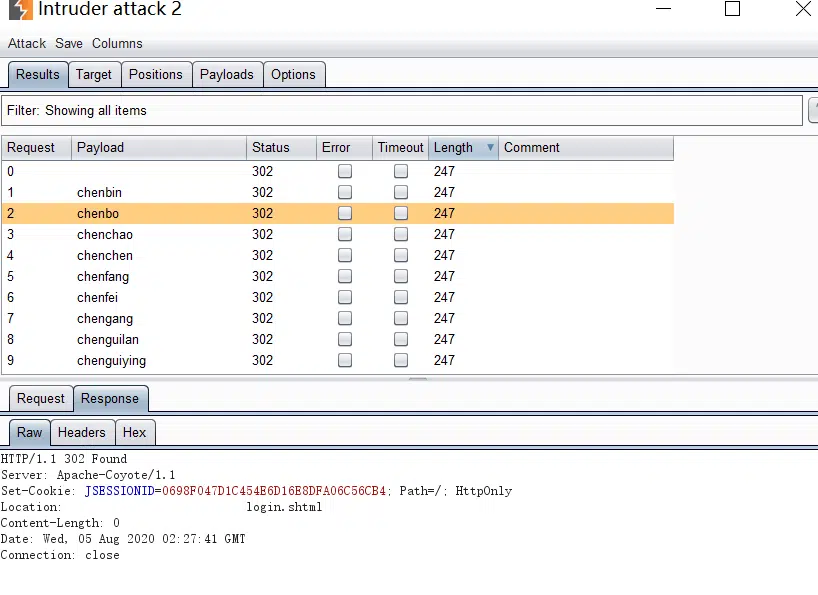 Intruder attack 2
Attack Save Columns
Results Target Positions Payloads Options
Filter: Showing all items
Request Payload Status Error Timeout Length Comment
0 302 247
1 chenbin 302 247
2 chenbo 302 247
3 chenchao 302 247
4 chenchen 302 247
5 chenfang 302 247
6 chenfei 302 247
7 chengang 302 247
8 chenguilan 302 247
9 chenguiying 302 247
Request Response
Raw Headers Hex
HTTP/1.1 302 Found
Server: Apache-Coyote/1.1
Set-Cookie: JSESSIONID=0698F047D1C454E6D16E8DFA06C56CB4; Path=/; HttpOnly
Location: login.shtml
Content-Length: 0
Date: Wed, 05 Aug 2020 02:27:41 GMT
Connection: close